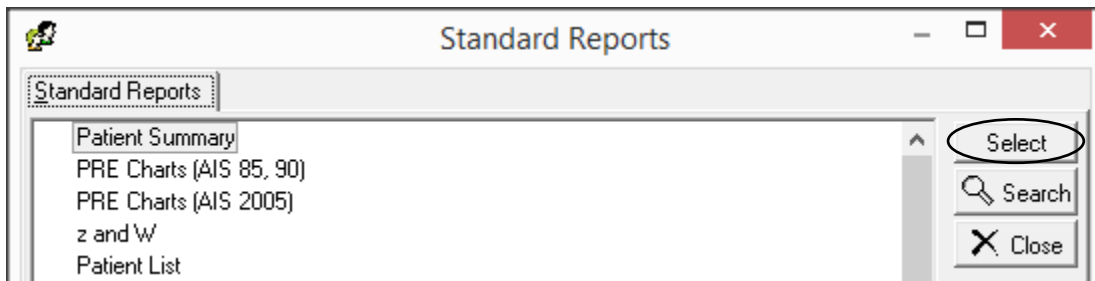 Standard Reports
Standard Reports
Patient Summary
PRE Charts (AIS 85, 90)
PRE Charts (AIS 2005)
z and W
Patient List
Select
Search
Close